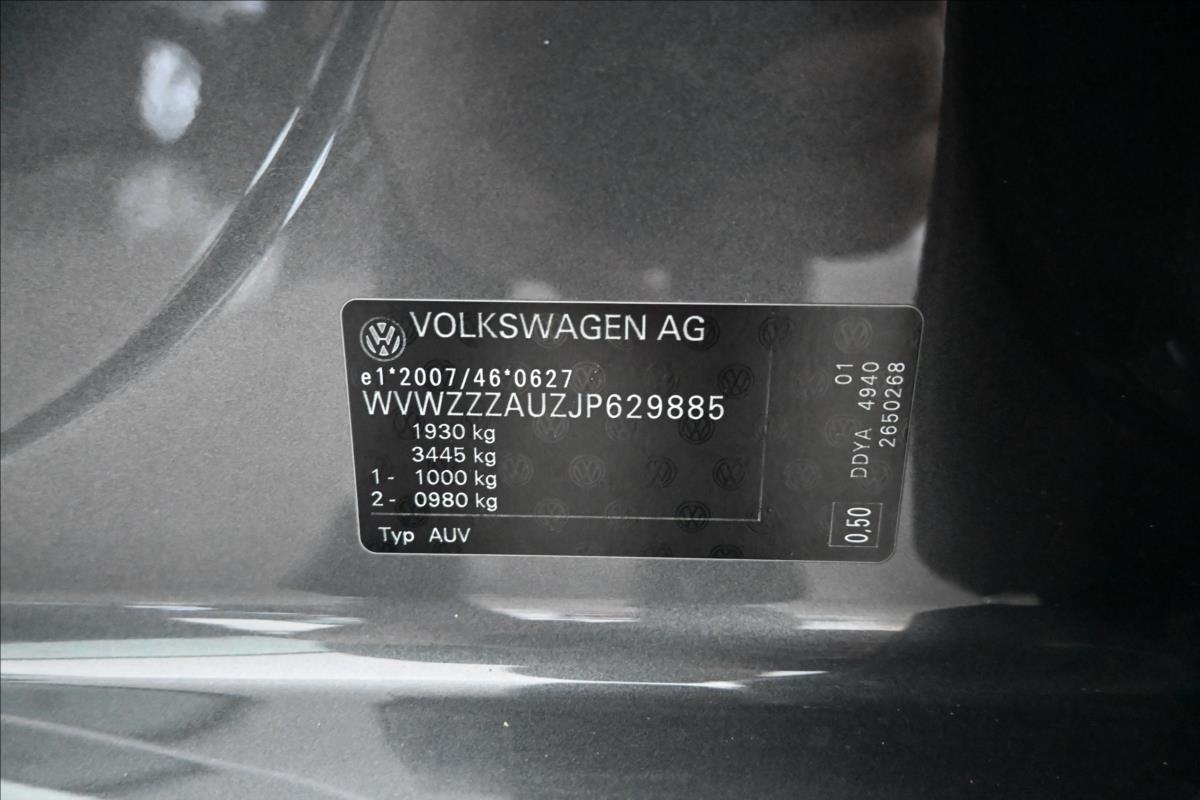 VOLKSWAGEN AG
e1*2007/46*0627
WVWZZZAUZJP629885
1930 kg
3445 kg
1- 1000 kg
2- 0980 kg
Typ AUV
01
DDYA 4940
2650268
0,50